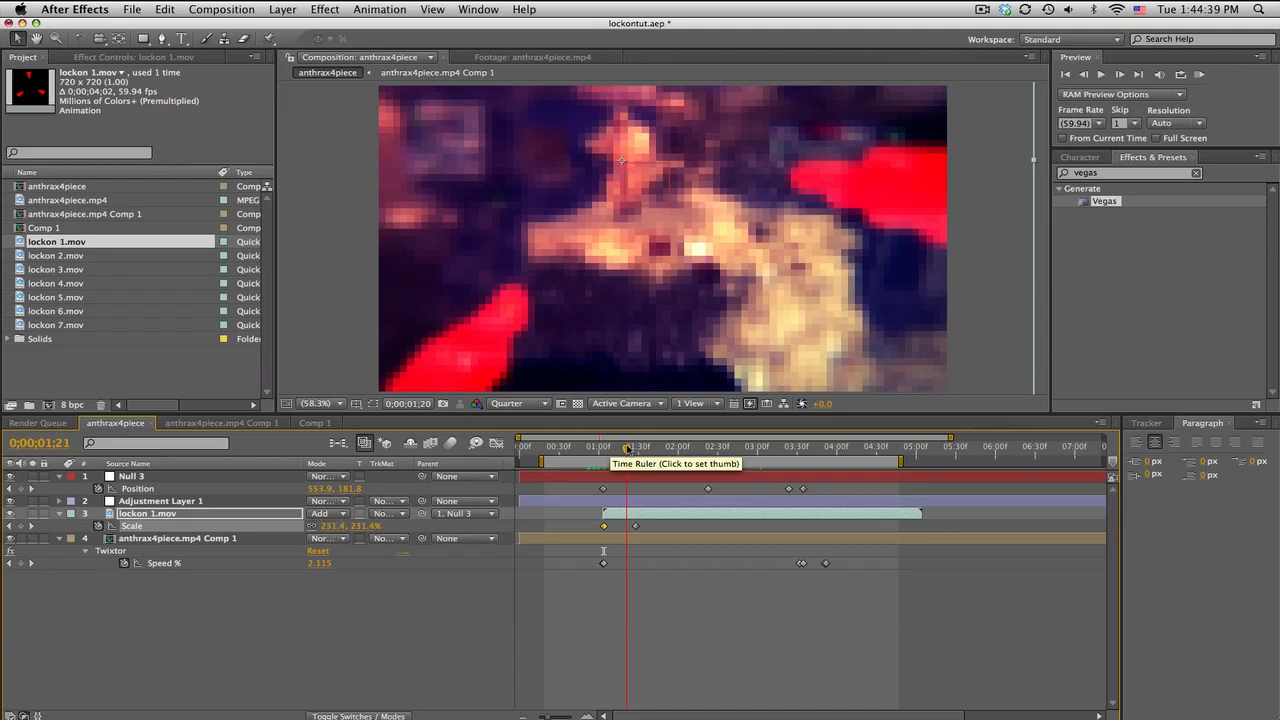 After Effects File Edit Composition Layer Effect Animation View Window Help Tue 1:44:39 PM
lockontut.aep *
Workspace: Standard Search Help
Project Effect Controls: lockon 1.mov Composition: anthrax4piece Footage: anthrax4piece.mp4 Preview
lockon 1.mov, used 1 time anthrax4piece anthrax4piece.mp4 Comp 1
720 x 720 (1.00)
Δ 0;00;04;02, 59.94 fps
Millions of Colors+ (Premultiplied)
Animation
RAM Preview Options
Frame Rate Skip Resolution
(59.94) 1 Auto
From Current Time Full Screen
Character Effects & Presets
vegas
Generate
Vegas
Name
anthrax4piece Comp
anthrax4piece.mp4 MPEG
anthrax4piece.mp4 Comp 1 Comp
Comp 1 Comp
lockon 1.mov Quick
lockon 2.mov Quick
lockon 3.mov Quick
lockon 4.mov Quick
lockon 5.mov Quick
lockon 6.mov Quick
lockon 7.mov Quick
Solids Folder
8 bpc (58.3%) 0;00;01;20 Quarter Active Camera 1 View +0.0
Render Queue anthrax4piece anthrax4piece.mp4 Comp 1 Comp 1 Tracker Paragraph
0;00;01;21 :00f 00:30f 01:00f 01:30f 02:00f 02:30f 03:00f 03:30f 04:00f 04:30f 05:00f 05:30f 06:00f 06:30f 07:00f
# Source Name Mode T TrkMat Parent Time Ruler (Click to set thumb)
1 Null 3 Nor... None
Position 553.9, 181.8
2 Adjustment Layer 1 Nor... No... None
3 lockon 1.mov Add No... 1. Null 3
Scale 231.4, 231.4%
4 anthrax4piece.mp4 Comp 1 Nor... No... None
fx Twixtor Reset ....
Speed % 2.115
0 px 0 px 0 px
0 px 0 px
Toggle Switches / Modes